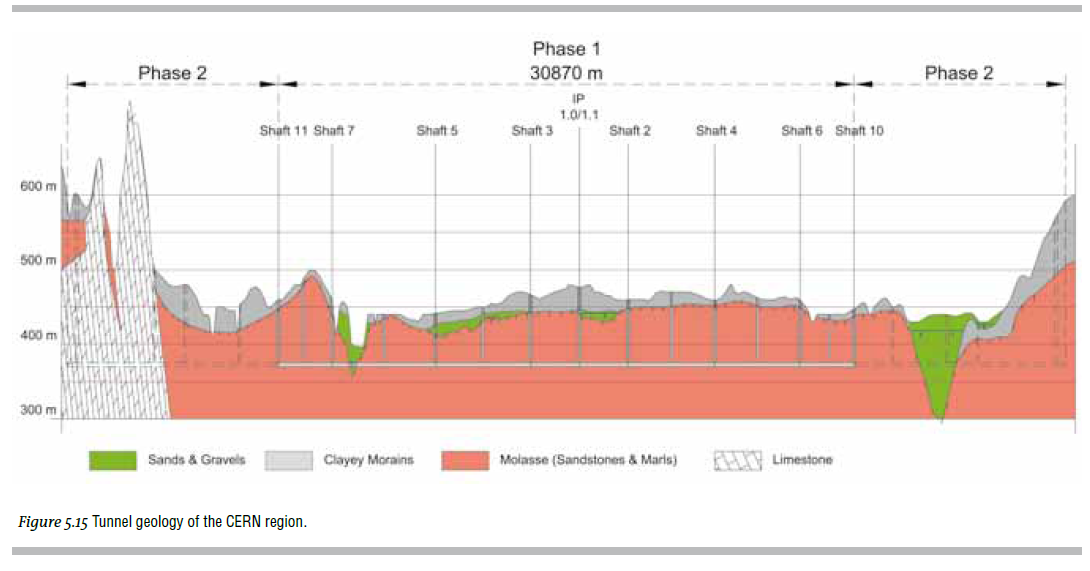 Phase 1
Phase 2 30870 m Phase 2
IP
1.0/1.1
Shaft 11 Shaft 7 Shaft 5 Shaft 3 Shaft 2 Shaft 4 Shaft 6 Shaft 10
600 m
500 m
400 m
300 m
Sands & Gravels Clayey Morains Molasse (Sandstones & Marls) Limestone
Figure 5.15 Tunnel geology of the CERN region.